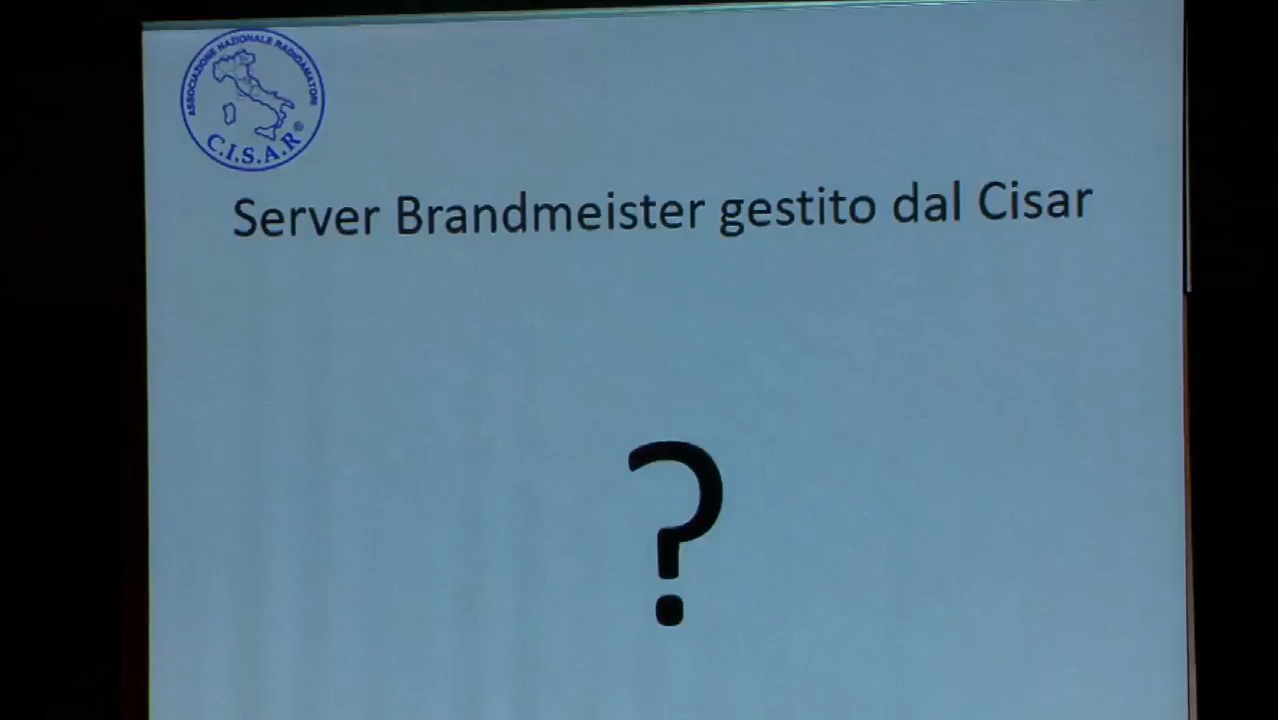 ASSOCIAZIONE NAZIONALE RADIOAMATORI
C.I.S.A.R ®
Server Brandmeister gestito dal Cisar
?